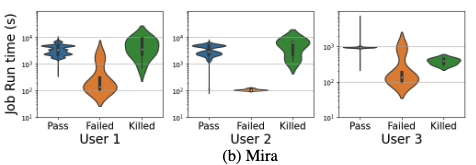 Job Run time (s)
10⁴
10³
10²
10¹
Pass Failed Killed
User 1
10⁴
10³
10²
10¹
Pass Failed Killed
User 2
10³
10²
10¹
Pass Failed Killed
User 3
(b) Mira